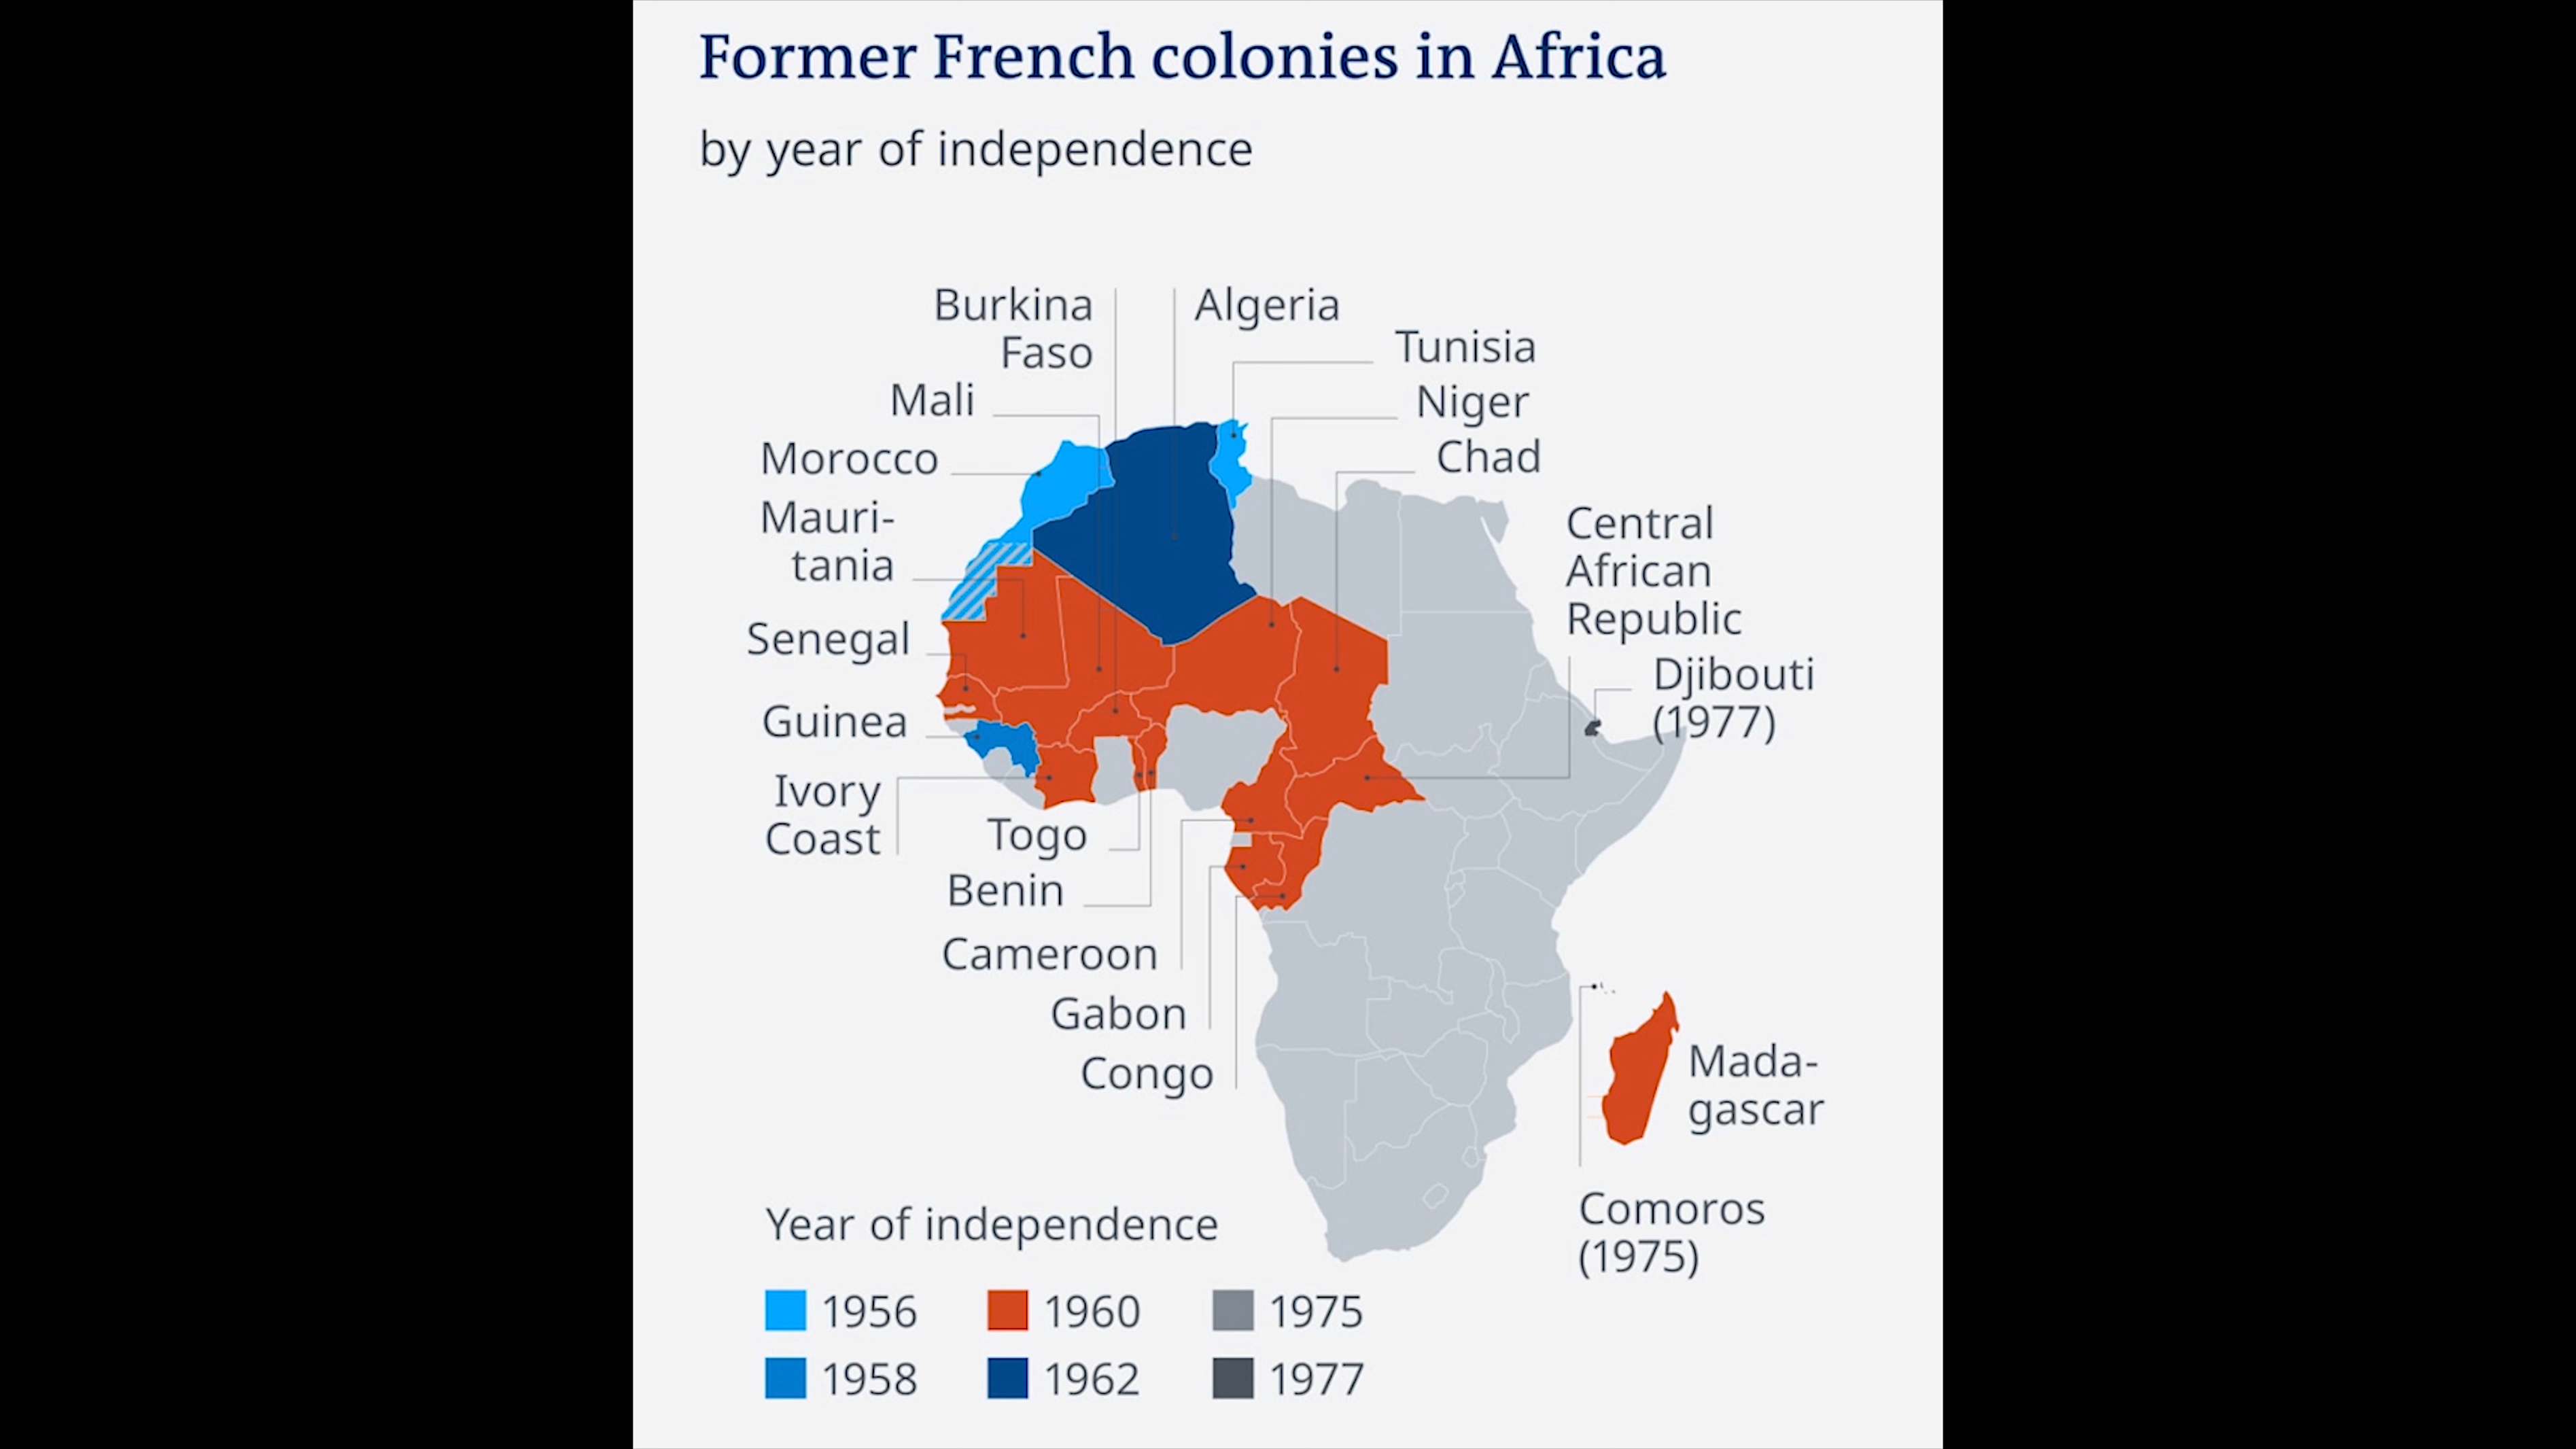 Former French colonies in Africa
by year of independence
Burkina
Faso
Algeria
Tunisia
Mali
Niger
Morocco
Chad
Mauri-
tania
Central
African
Republic
Senegal
Djibouti
(1977)
Guinea
Ivory
Coast
Togo
Benin
Cameroon
Gabon
Congo
Mada-
gascar
Comoros
(1975)
Year of independence
1956
1960
1975
1958
1962
1977